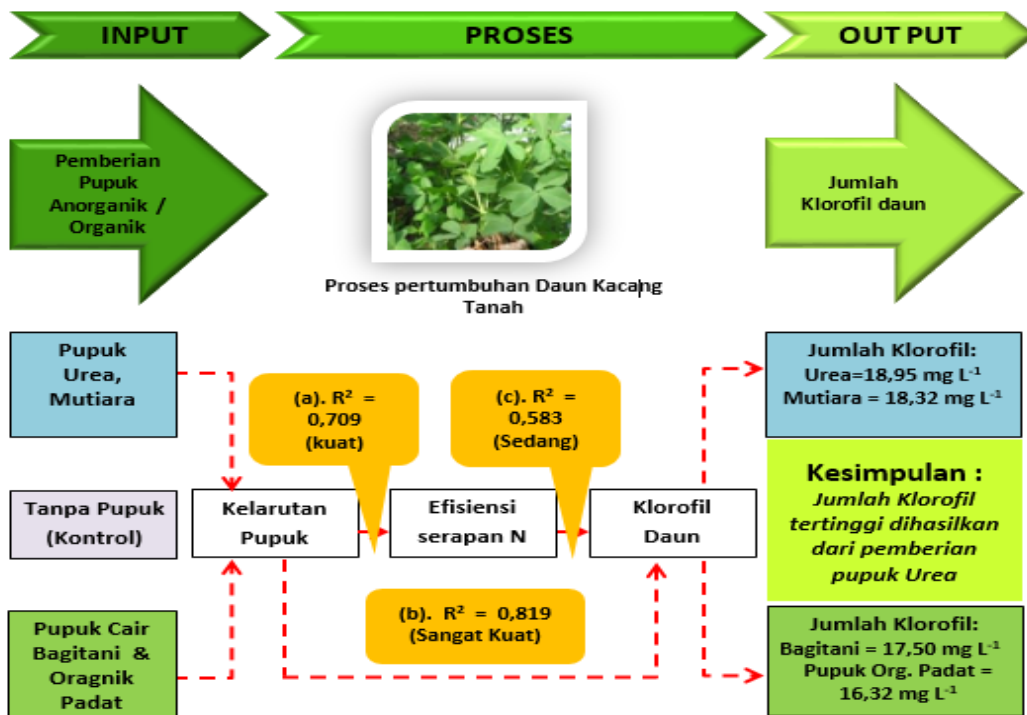 INPUT
PROSES
OUT PUT
Pemberian
Pupuk
Anorganik /
Organik
Proses pertumbuhan Daun Kacang
Tanah
Jumlah
Klorofil daun
Pupuk
Urea,
Mutiara
(a). R² =
0,709
(kuat)
(c). R² =
0,583
(Sedang)
Jumlah Klorofil:
Urea=18,95 mg L⁻¹
Mutiara = 18,32 mg L⁻¹
Tanpa Pupuk
(Kontrol)
Kelarutan
Pupuk
Efisiensi
serapan N
Klorofil
Daun
Kesimpulan :
Jumlah Klorofil
tertinggi dihasilkan
dari pemberian
pupuk Urea
(b). R² = 0,819
(Sangat Kuat)
Pupuk Cair
Bagitani &
Oragnik
Padat
Jumlah Klorofil:
Bagitani = 17,50 mg L⁻¹
Pupuk Org. Padat =
16,32 mg L⁻¹